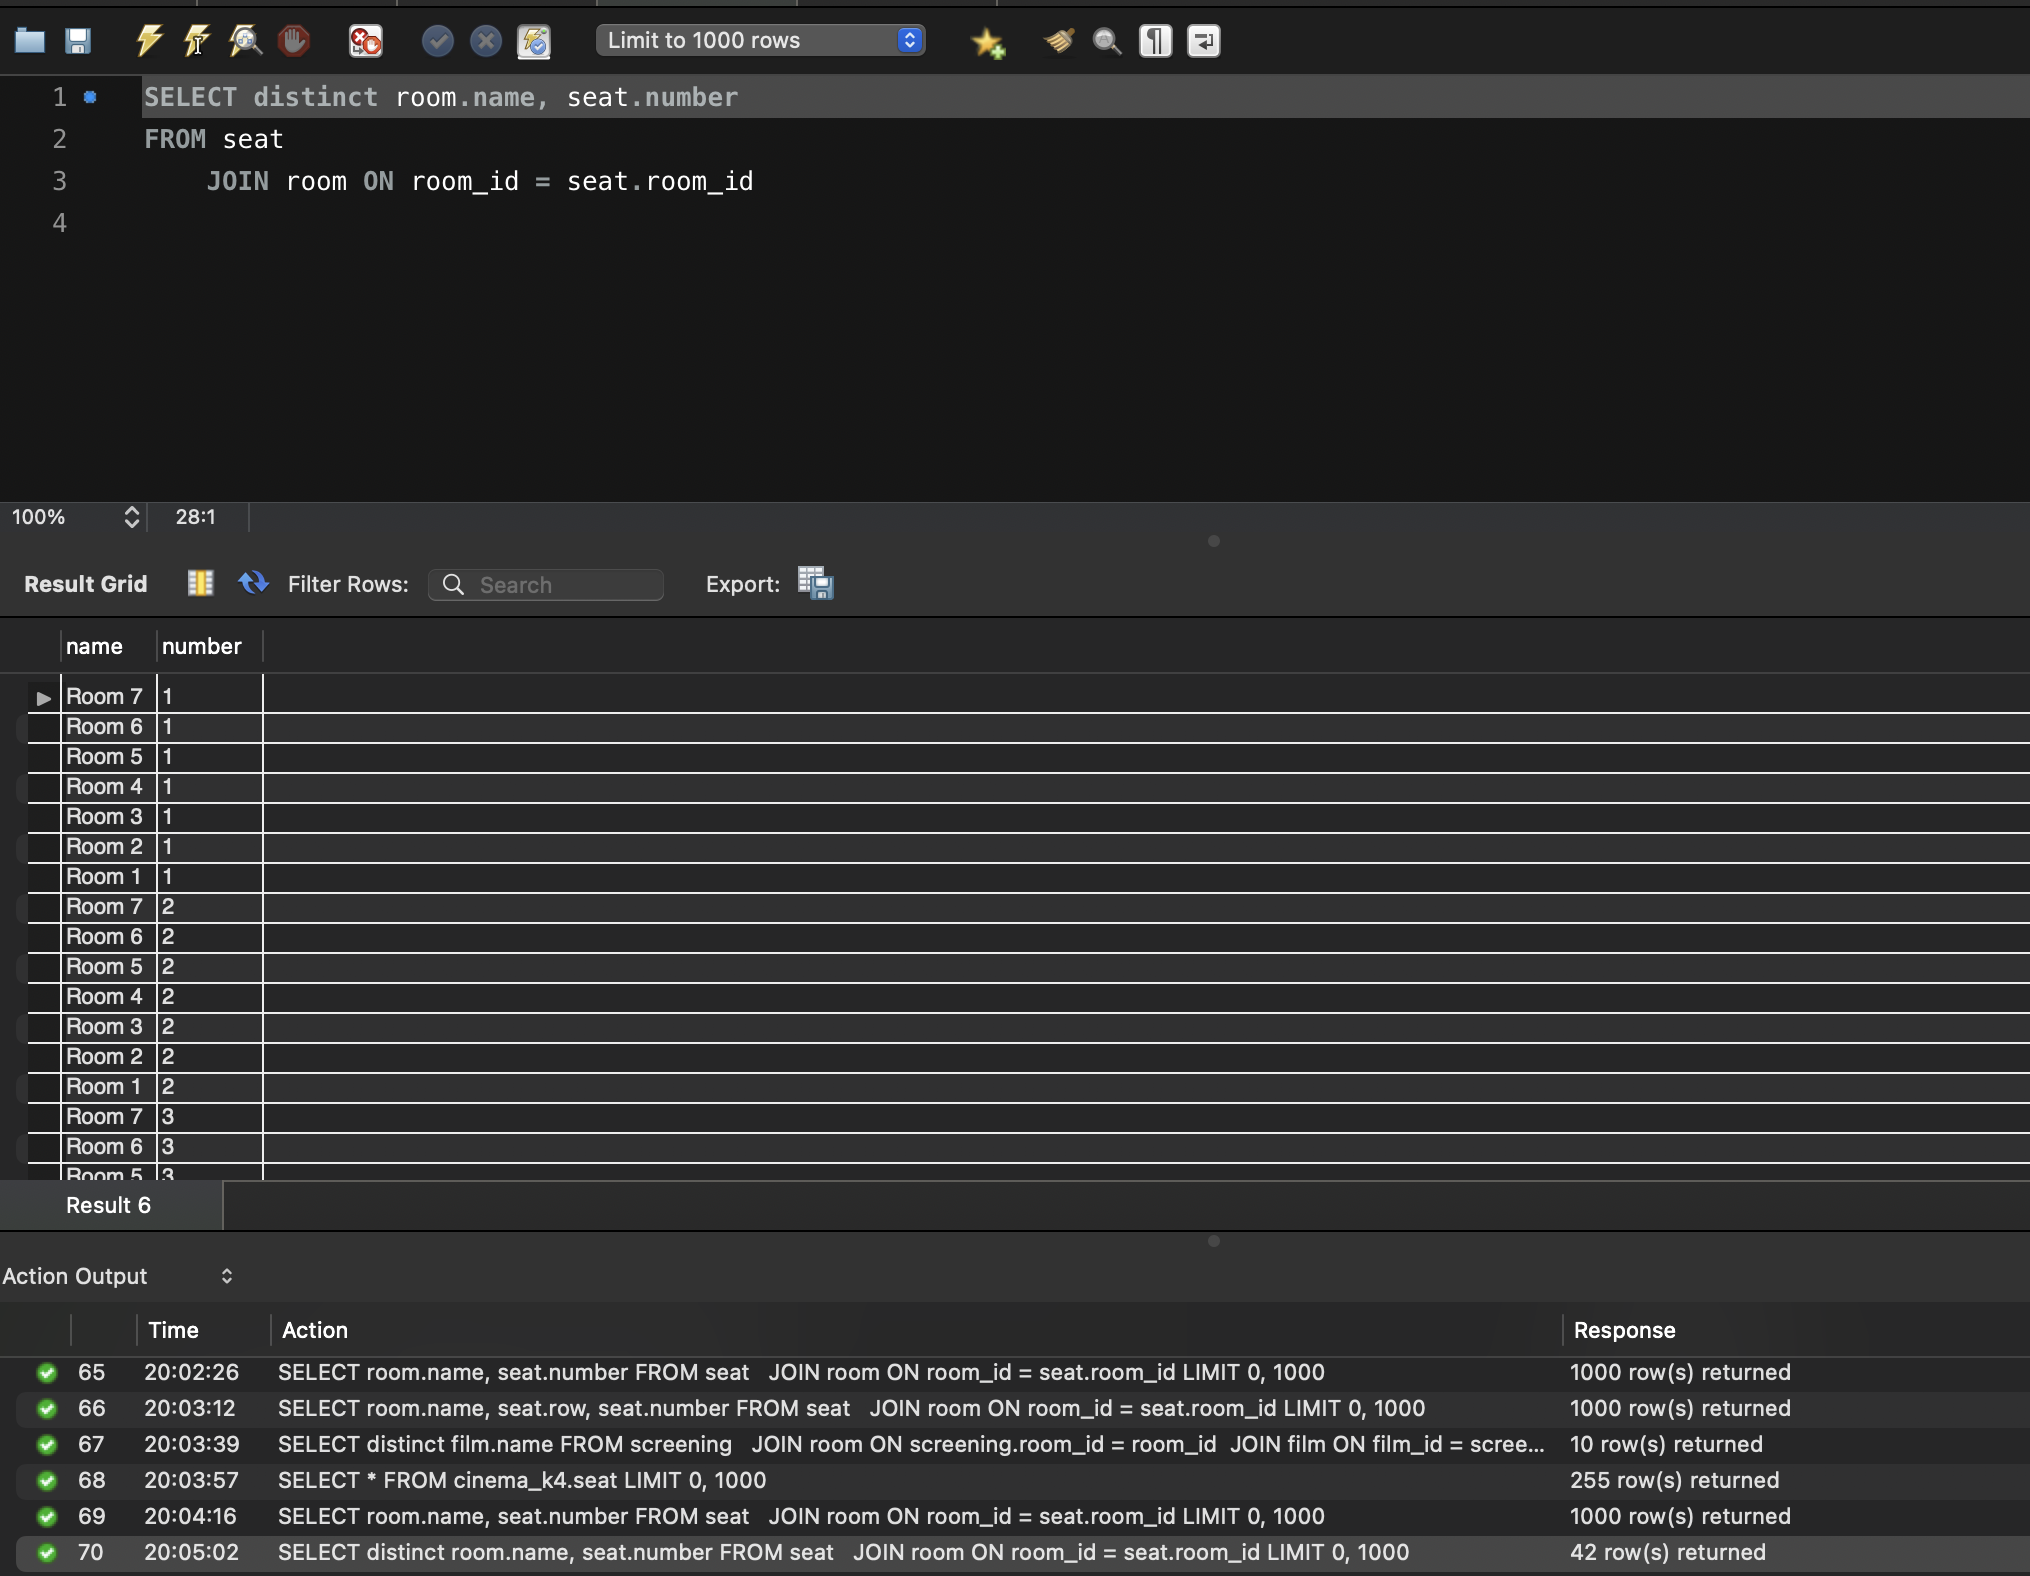 Limit to 1000 rows
1 SELECT distinct room.name, seat.number
2 FROM seat
3 JOIN room ON room_id = seat.room_id
4
100% 28:1
Result Grid Filter Rows: Search Export:
name number
Room 7 1
Room 6 1
Room 5 1
Room 4 1
Room 3 1
Room 2 1
Room 1 1
Room 7 2
Room 6 2
Room 5 2
Room 4 2
Room 3 2
Room 2 2
Room 1 2
Room 7 3
Room 6 3
Room 5 3
Result 6
Action Output
Time Action Response
65 20:02:26 SELECT room.name, seat.number FROM seat JOIN room ON room_id = seat.room_id LIMIT 0, 1000 1000 row(s) returned
66 20:03:12 SELECT room.name, seat.row, seat.number FROM seat JOIN room ON room_id = seat.room_id LIMIT 0, 1000 1000 row(s) returned
67 20:03:39 SELECT distinct film.name FROM screening JOIN room ON screening.room_id = room_id JOIN film ON film_id = scree... 10 row(s) returned
68 20:03:57 SELECT * FROM cinema_k4.seat LIMIT 0, 1000 255 row(s) returned
69 20:04:16 SELECT room.name, seat.number FROM seat JOIN room ON room_id = seat.room_id LIMIT 0, 1000 1000 row(s) returned
70 20:05:02 SELECT distinct room.name, seat.number FROM seat JOIN room ON room_id = seat.room_id LIMIT 0, 1000 42 row(s) returned